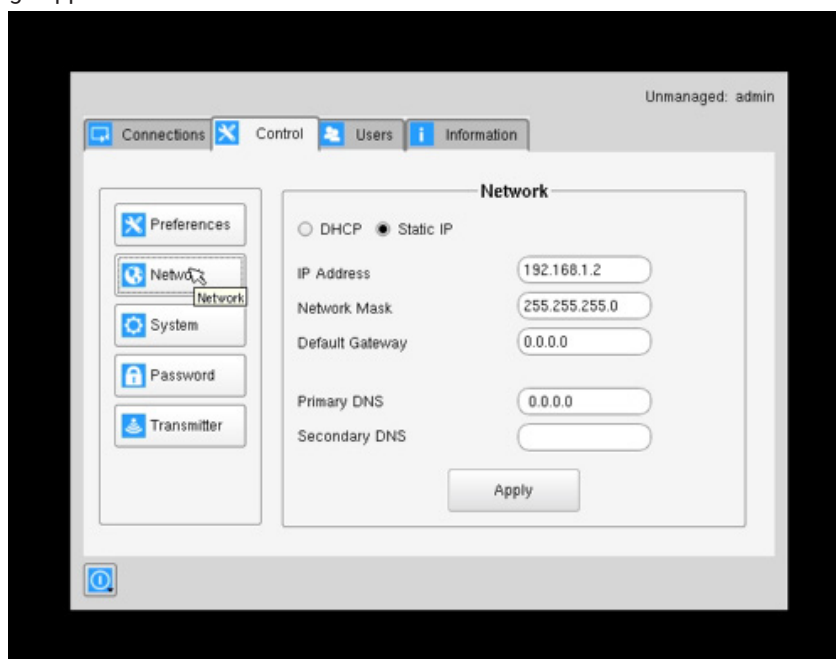 Unmanaged: admin
Connections Control Users Information
Preferences
Network
Network
System
Password
Transmitter
Network
DHCP Static IP
IP Address 192.168.1.2
Network Mask 255.255.255.0
Default Gateway 0.0.0.0
Primary DNS 0.0.0.0
Secondary DNS
Apply